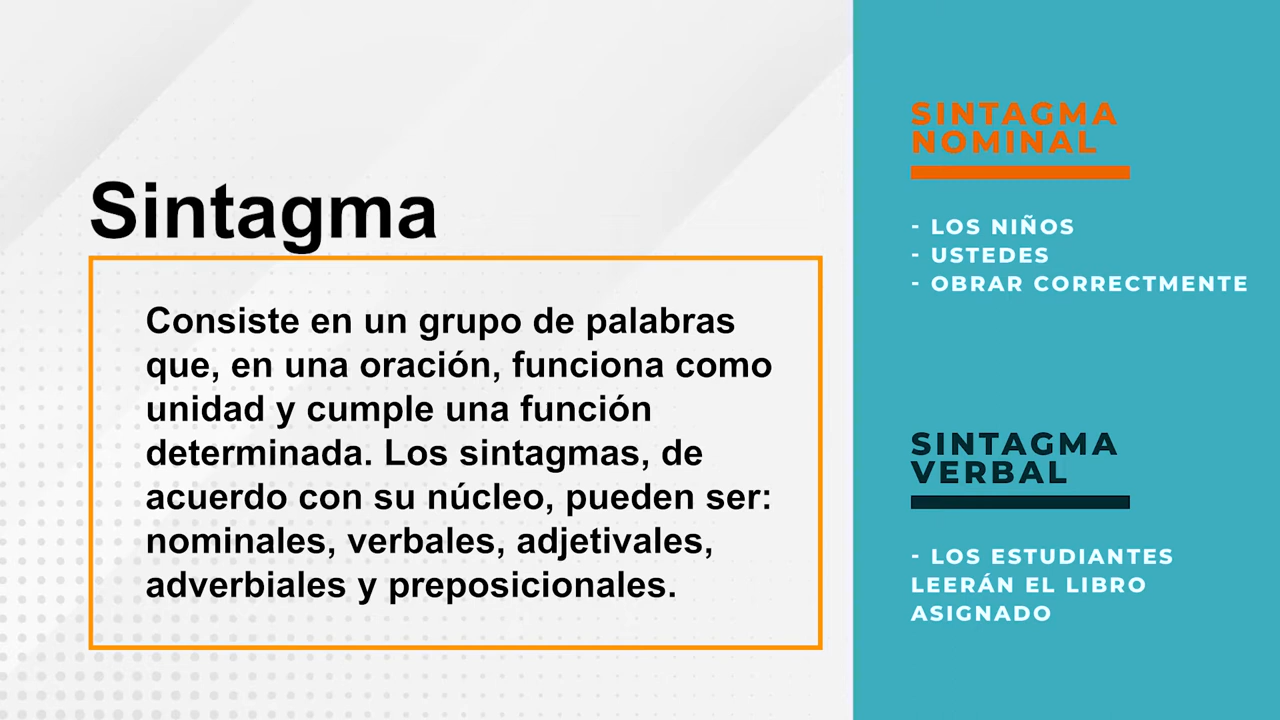 Sintagma
Consiste en un grupo de palabras
que, en una oración, funciona como
unidad y cumple una función
determinada. Los sintagmas, de
acuerdo con su núcleo, pueden ser:
nominales, verbales, adjetivales,
adverbiales y preposicionales.
SINTAGMA
NOMINAL
- LOS NIÑOS
- USTEDES
- OBRAR CORRECTMENTE
SINTAGMA
VERBAL
- LOS ESTUDIANTES
LEERÁN EL LIBRO
ASIGNADO